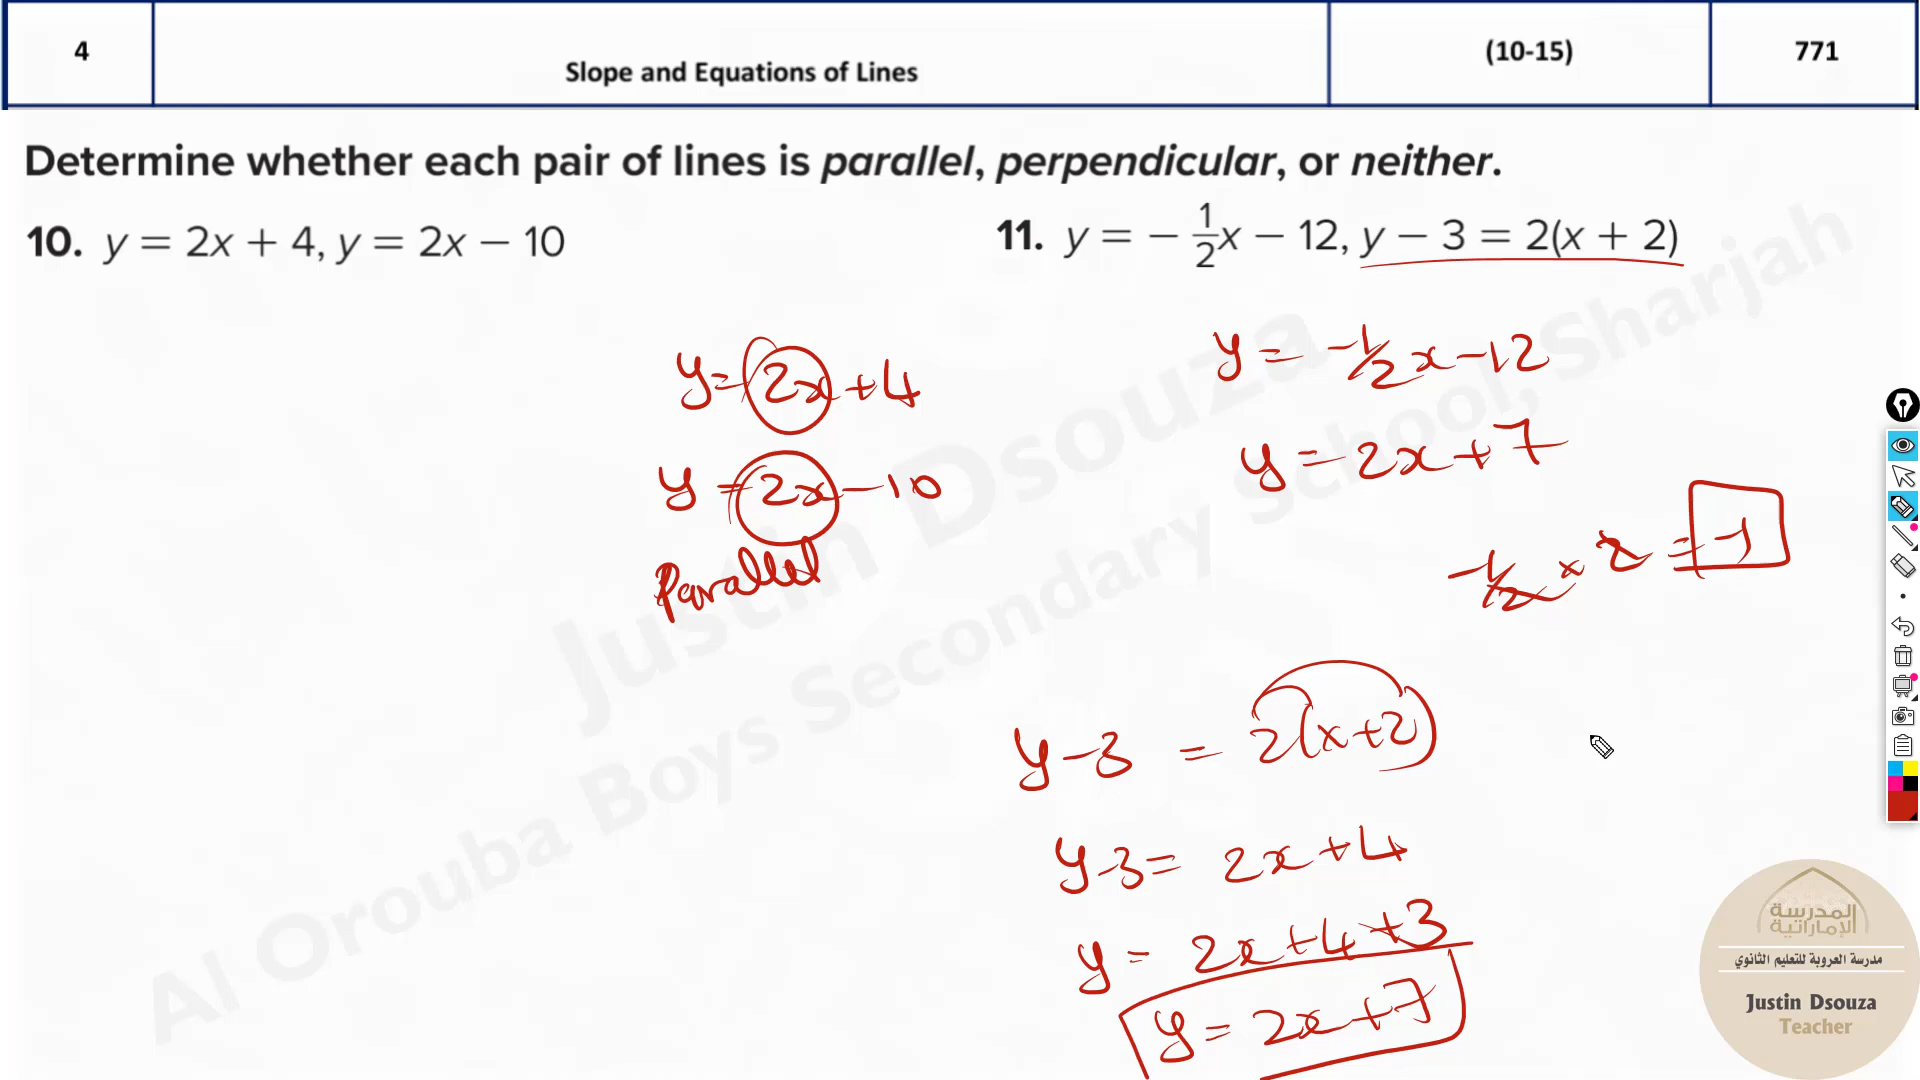 4
Slope and Equations of Lines
(10-15)
771
Determine whether each pair of lines is parallel, perpendicular, or neither.
10. y = 2x + 4, y = 2x − 10
11. y = − 1/2 x − 12, y − 3 = 2(x + 2)
y = 2x + 4
y = 2x − 10
Parallel
y = −1/2 x − 12
y = 2x + 7
−1/2 × 2 = −1
y − 3 = 2(x + 2)
y − 3 = 2x + 4
y = 2x + 4 + 3
y = 2x + 7
Justin Dsouza
Al Orouba Boys Secondary School, Sharjah
المدرسة
الإماراتية
مدرسة العروبة للتعليم الثانوي
Justin Dsouza
Teacher